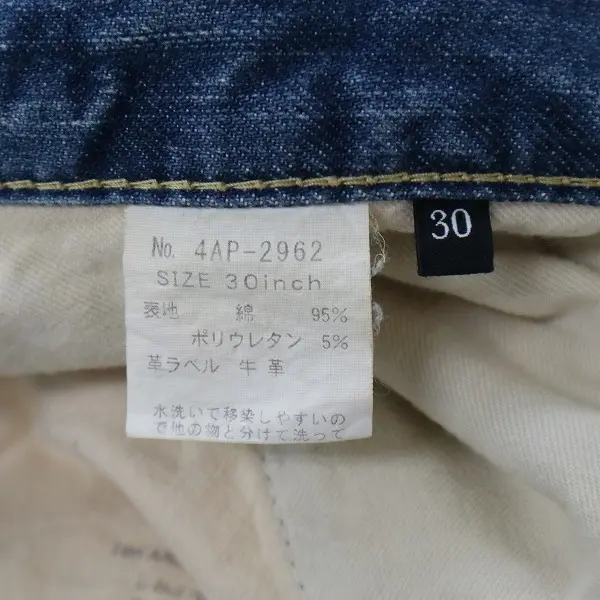 No. 4AP-2962
SIZE 30inch
表地 綿 95%
ポリウレタン 5%
革ラベル 牛革
水洗いで移染しやすいの
で他の物と分けて洗って
30